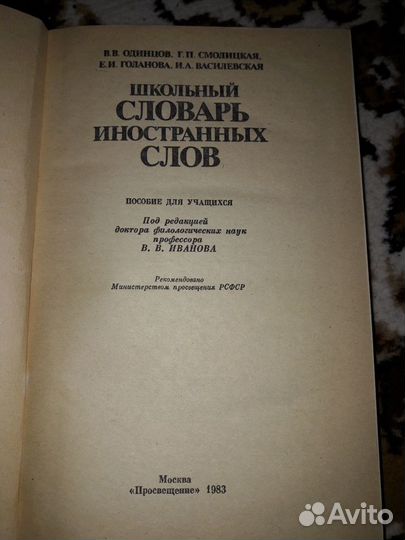 В. В. ОДИНЦОВ, Г. П. СМОЛИЦКАЯ,
Е. И. ГОЛАНОВА, И. А. ВАСИЛЕВСКАЯ
ШКОЛЬНЫЙ
СЛОВАРЬ
ИНОСТРАННЫХ
СЛОВ
ПОСОБИЕ ДЛЯ УЧАЩИХСЯ
Под редакцией
доктора филологических наук
профессора
В. В. ИВАНОВА
Рекомендовано
Министерством просвещения РСФСР
Москва
«Просвещение» 1983
Avito